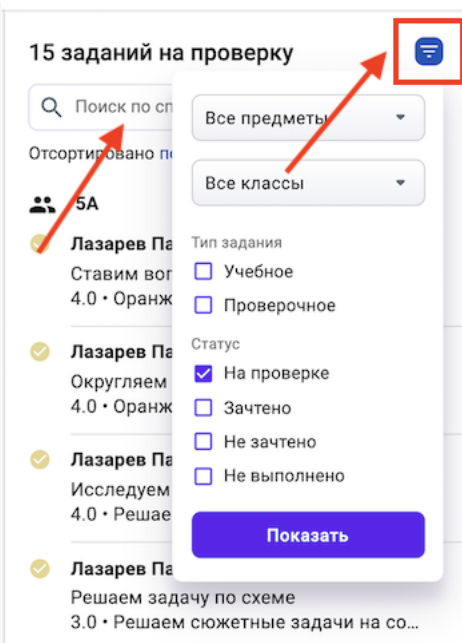 15 заданий на проверку
Поиск по сп
Все предметы
Отсортировано по
Все классы
5А
Тип задания
Лазарев Па
Учебное
Ставим воп
4.0 • Оранж
Проверочное
Статус
Лазарев Па
На проверке
Округляем
4.0 • Оранж
Зачтено
Не зачтено
Лазарев Па
Не выполнено
Исследуем
4.0 • Решае
Показать
Лазарев Па
Решаем задачу по схеме
3.0 • Решаем сюжетные задачи на со...